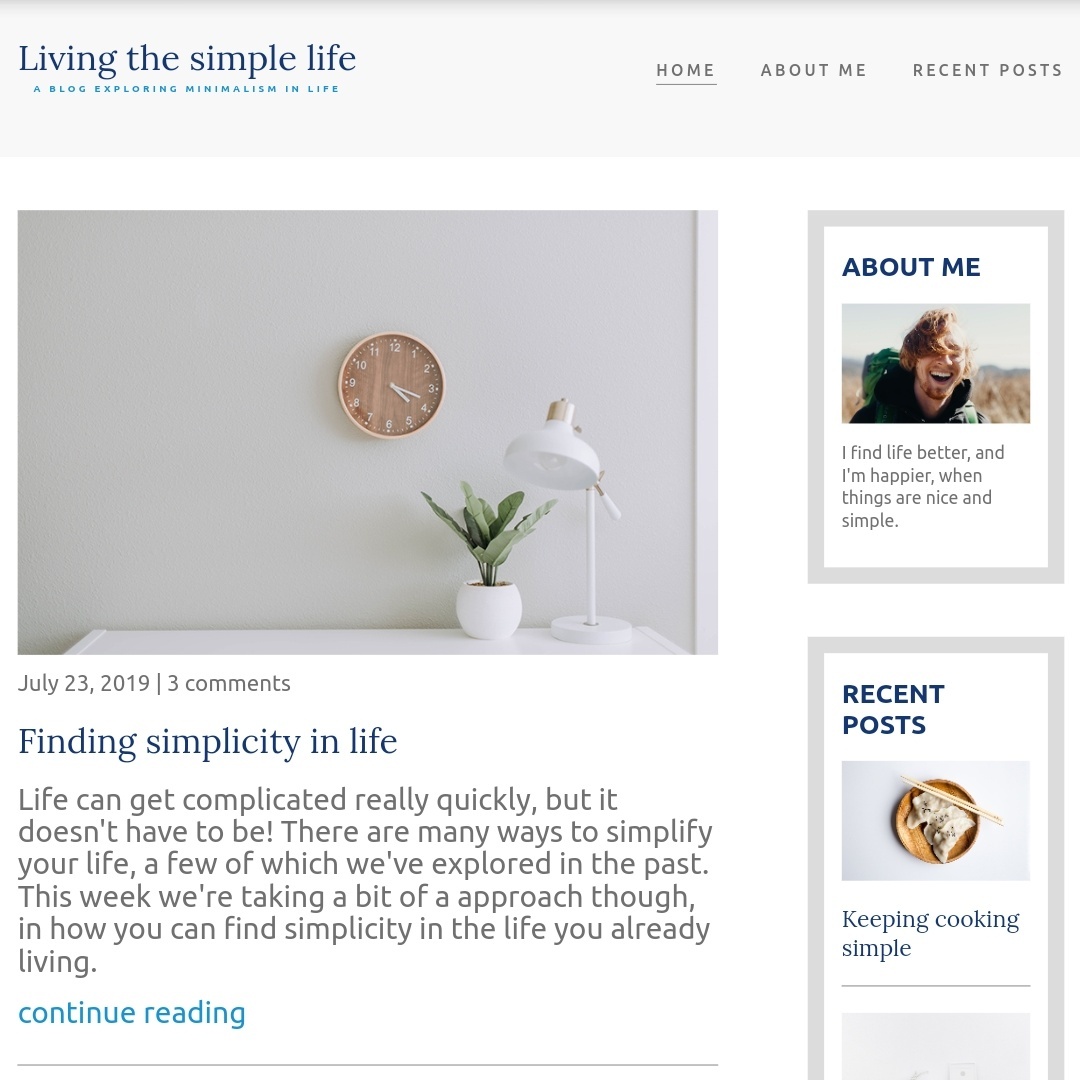 Living the simple life
A BLOG EXPLORING MINIMALISM IN LIFE
HOME
ABOUT ME
RECENT POSTS
12
1
2
3
4
5
6
7
8
9
10
11
July 23, 2019 | 3 comments
Finding simplicity in life
Life can get complicated really quickly, but it
doesn't have to be! There are many ways to simplify
your life, a few of which we've explored in the past.
This week we're taking a bit of a approach though,
in how you can find simplicity in the life you already
living.
continue reading
ABOUT ME
I find life better, and
I'm happier, when
things are nice and
simple.
RECENT
POSTS
Keeping cooking
simple